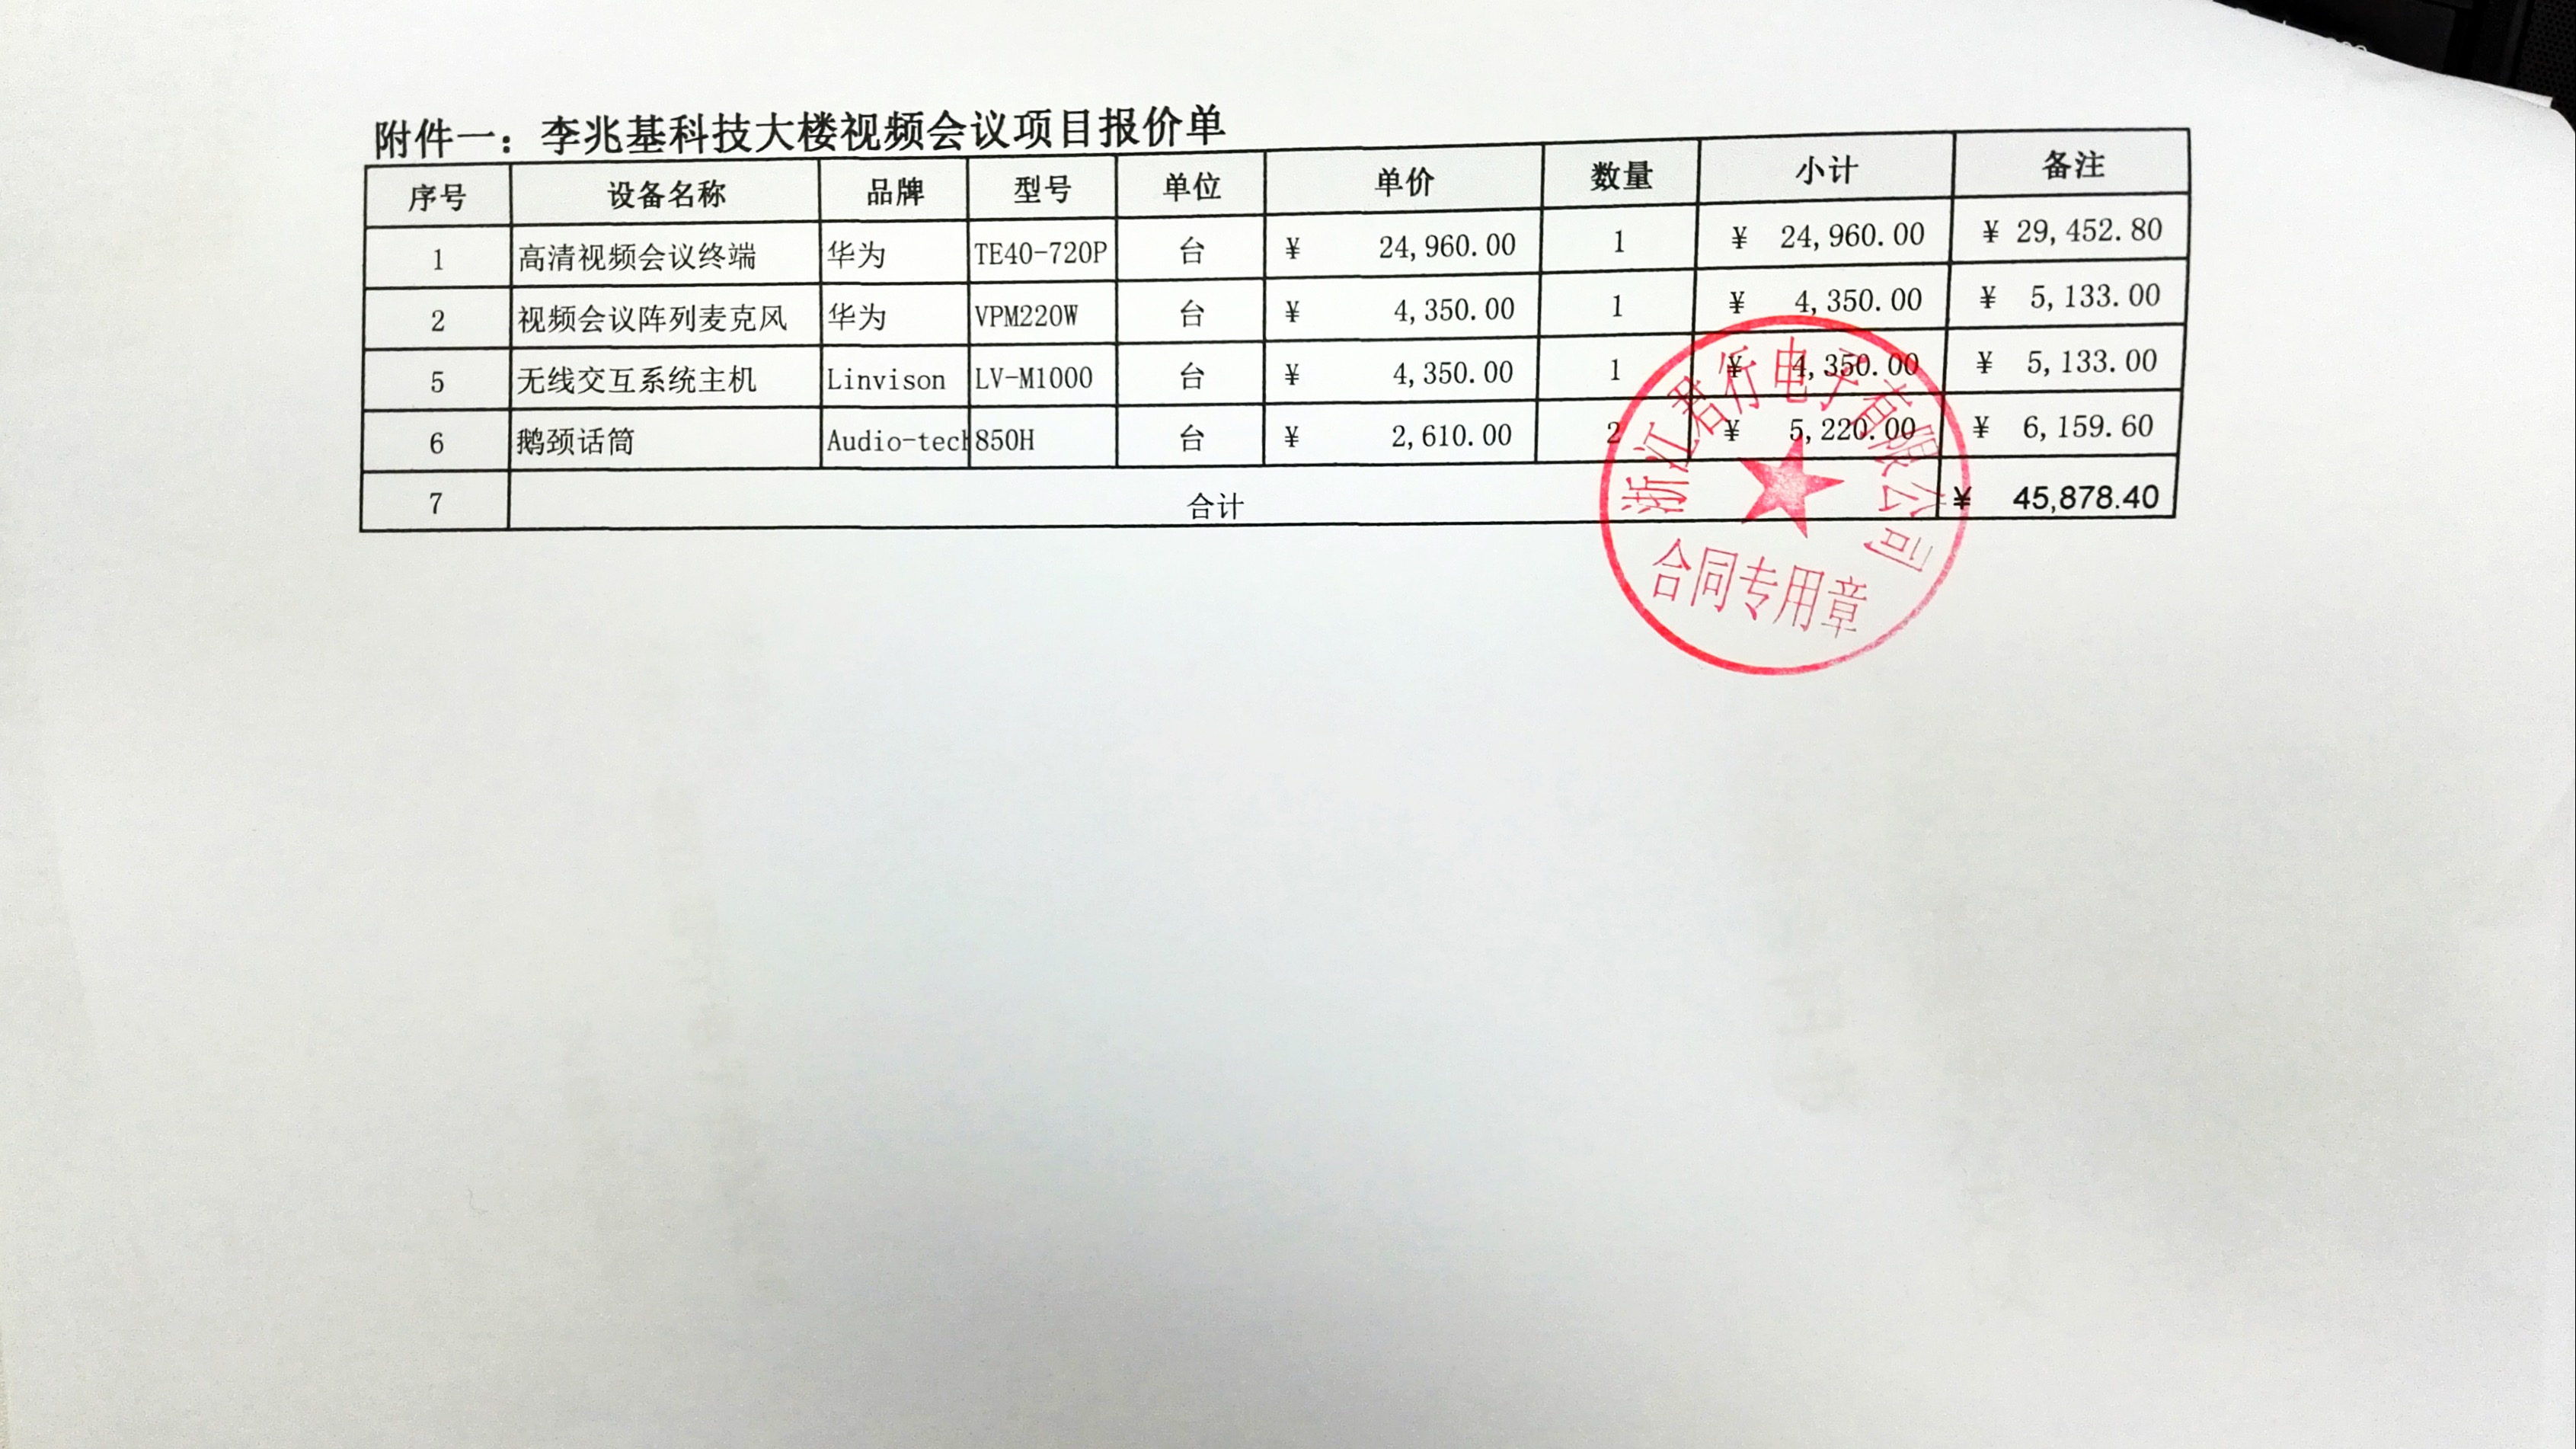 附件一：李兆基科技大楼视频会议项目报价单
序号 设备名称 品牌 型号 单位 单价 数量 小计 备注
1 高清视频会议终端 华为 TE40-720P 台 ¥ 24,960.00 1 ¥ 24,960.00 ¥ 29,452.80
2 视频会议阵列麦克风 华为 VPM220W 台 ¥ 4,350.00 1 ¥ 4,350.00 ¥ 5,133.00
5 无线交互系统主机 Linvison LV-M1000 台 ¥ 4,350.00 1 ¥ 4,350.00 ¥ 5,133.00
6 鹅颈话筒 Audio-tech 850H 台 ¥ 2,610.00 2 ¥ 5,220.00 ¥ 6,159.60
7 合计 ¥ 45,878.40
浙江君行电子有限公司
合同专用章